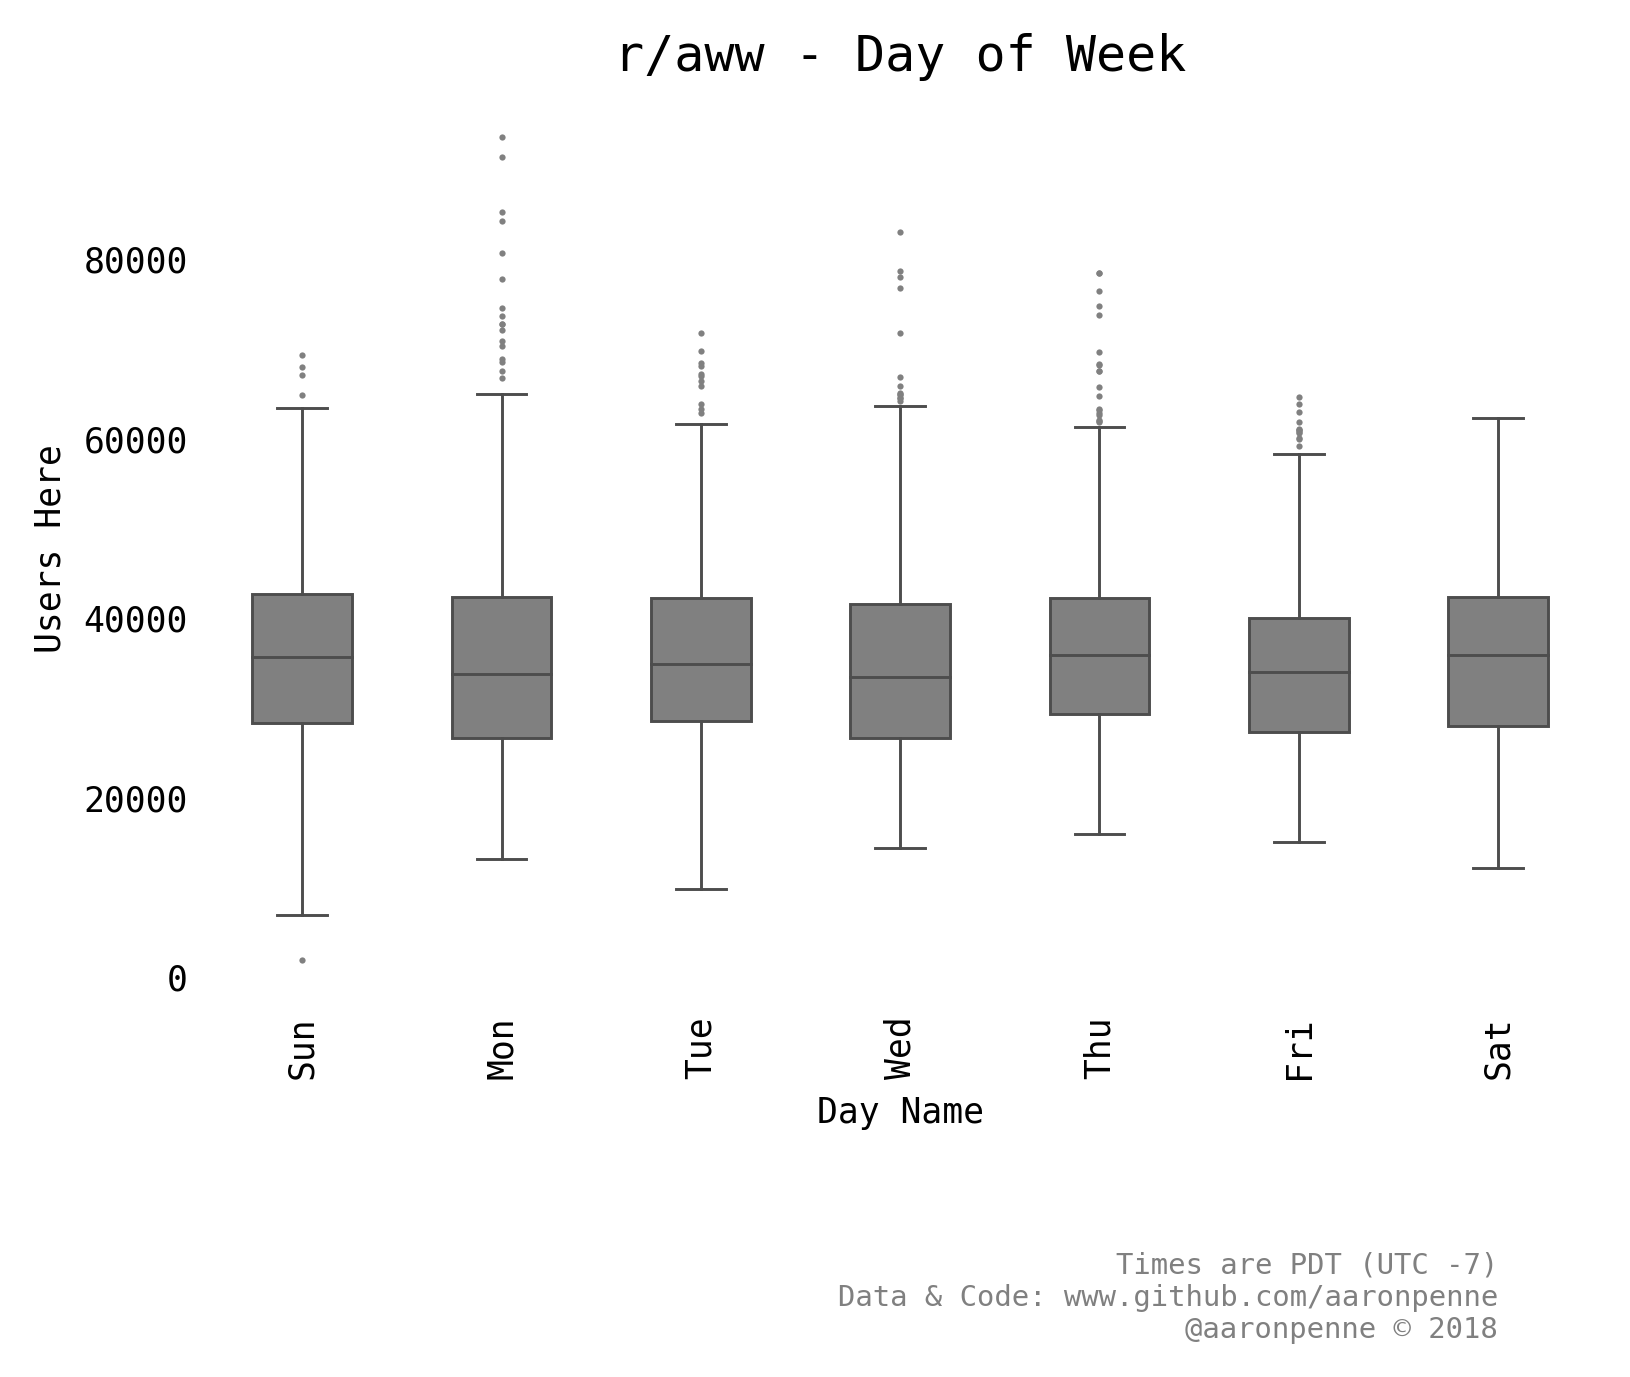 r/aww - Day of Week
80000
60000
40000
20000
0
Users Here
Sun
Mon
Tue
Wed
Thu
Fri
Sat
Day Name
Times are PDT (UTC -7)
Data & Code: www.github.com/aaronpenne
@aaronpenne © 2018